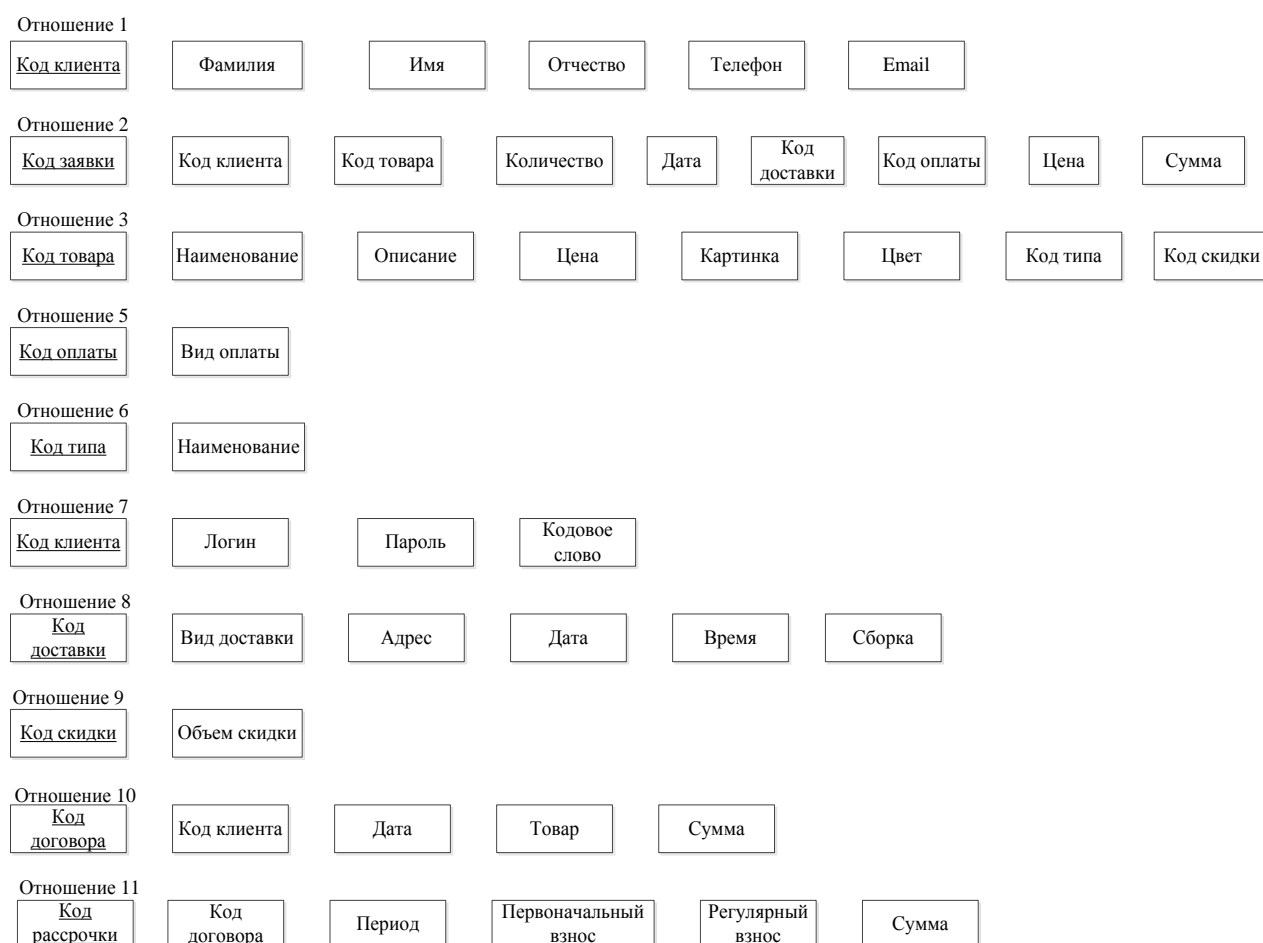 Отношение 1
Код клиента Фамилия Имя Отчество Телефон Email
Отношение 2
Код заявки Код клиента Код товара Количество Дата Код доставки Код оплаты Цена Сумма
Отношение 3
Код товара Наименование Описание Цена Картинка Цвет Код типа Код скидки
Отношение 5
Код оплаты Вид оплаты
Отношение 6
Код типа Наименование
Отношение 7
Код клиента Логин Пароль Кодовое слово
Отношение 8
Код доставки Вид доставки Адрес Дата Время Сборка
Отношение 9
Код скидки Объем скидки
Отношение 10
Код договора Код клиента Дата Товар Сумма
Отношение 11
Код рассрочки Код договора Период Первоначальный взнос Регулярный взнос Сумма